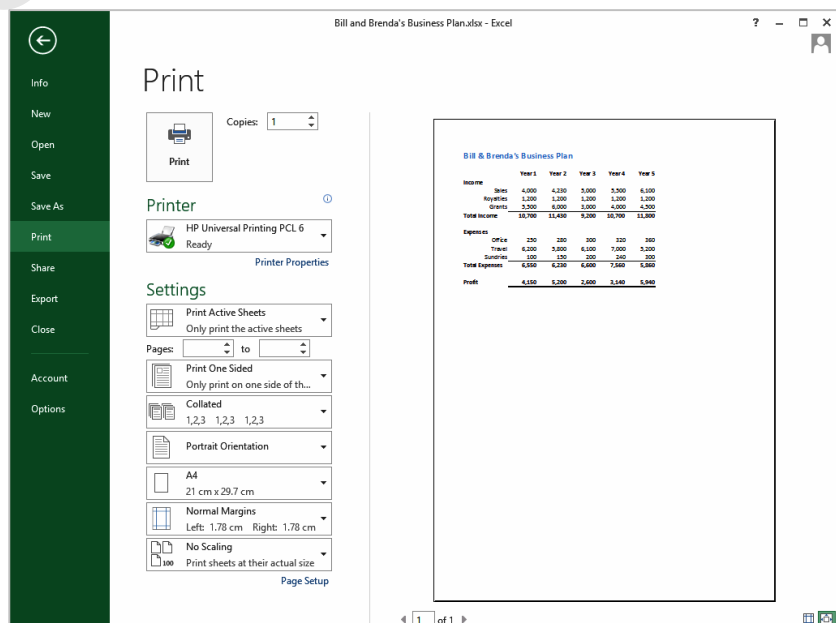 Bill and Brenda's Business Plan.xlsx - Excel
?
Info
New
Open
Save
Save As
Print
Share
Export
Close
Account
Options
Print
Print
Copies: 1
Printer
HP Universal Printing PCL 6
Ready
Printer Properties
Settings
Print Active Sheets
Only print the active sheets
Pages: to
Print One Sided
Only print on one side of th...
Collated
1,2,3 1,2,3 1,2,3
Portrait Orientation
A4
21 cm x 29.7 cm
Normal Margins
Left: 1.78 cm Right: 1.78 cm
No Scaling
100 Print sheets at their actual size
Page Setup
Bill & Brenda's Business Plan
Year 1 Year 2 Year 3 Year 4 Year 5
Income
Sales 4,000 4,230 5,000 5,500 6,100
Royalties 1,200 1,200 1,200 1,200 1,200
Grants 5,500 6,000 3,000 4,000 4,500
Total Income 10,700 11,430 9,200 10,700 11,800
Expenses
Office 250 280 300 320 360
Travel 6,200 5,800 6,100 7,000 5,200
Sundries 100 150 200 240 300
Total Expenses 6,550 6,230 6,600 7,560 5,860
Profit 4,150 5,200 2,600 3,140 5,940
1 of 1